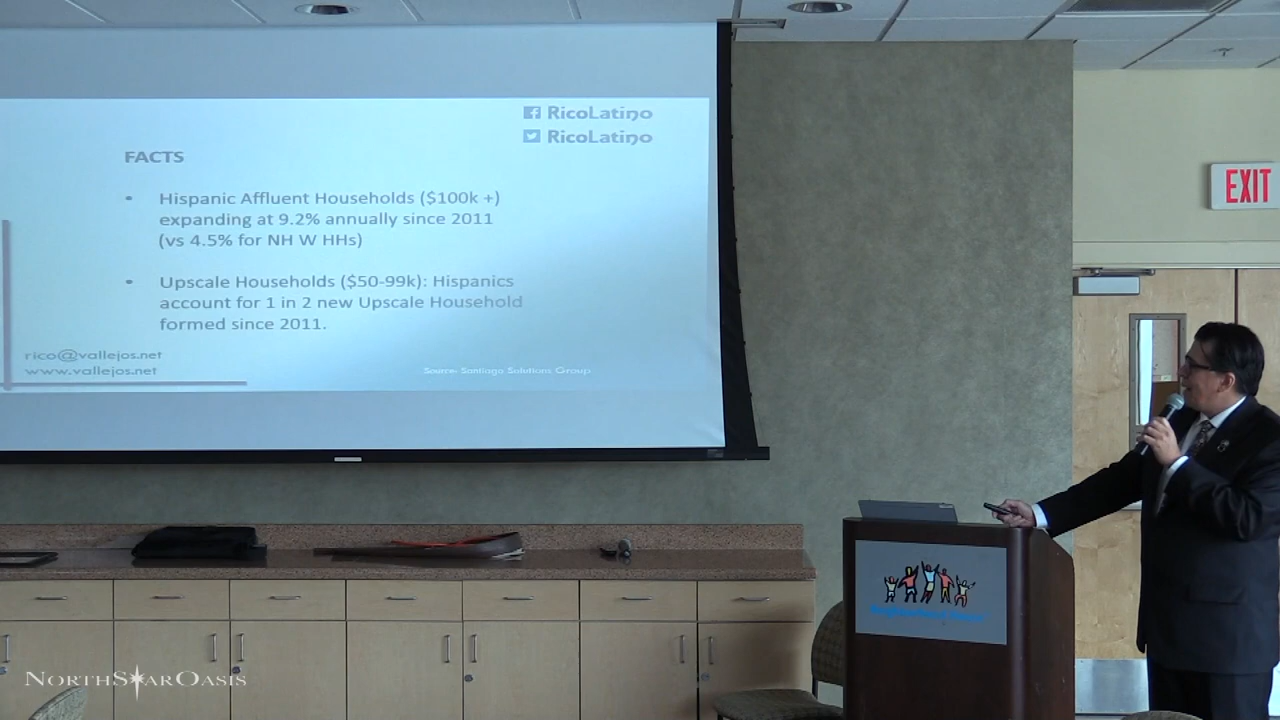 RicoLatino
RicoLatino
FACTS
• Hispanic Affluent Households ($100k +)
expanding at 9.2% annually since 2011
(vs 4.5% for NH W HHs)
• Upscale Households ($50-99k): Hispanics
account for 1 in 2 new Upscale Household
formed since 2011.
rico@vallejos.net
www.vallejos.net
Source: Santiago Solutions Group
EXIT
NORTHSTAROASIS